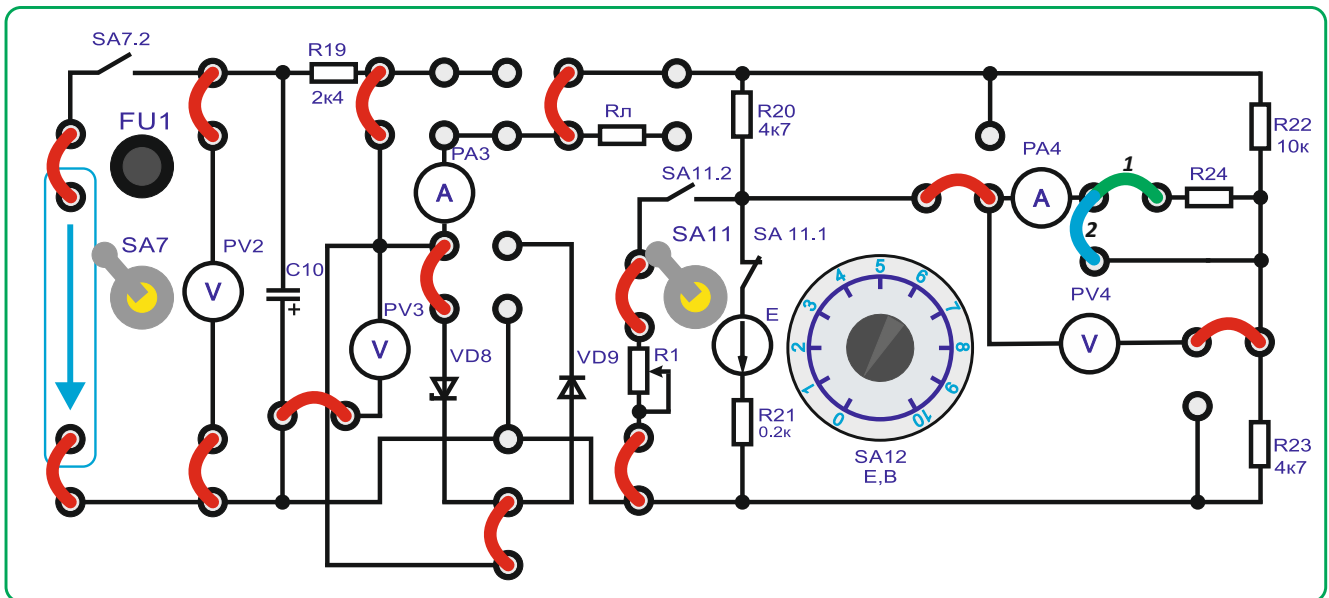 SA7.2
R19
2к4
FU1
SA7
PV2
V
C10
+
PA3
A
PV3
V
VD8
VD9
Rл
R20
4к7
SA11.2
SA11
SA 11.1
E
R1
R21
0.2к
0
1
2
3
4
5
6
7
8
9
10
SA12
E,B
PA4
A
1
2
R24
PV4
V
R22
10к
R23
4к7